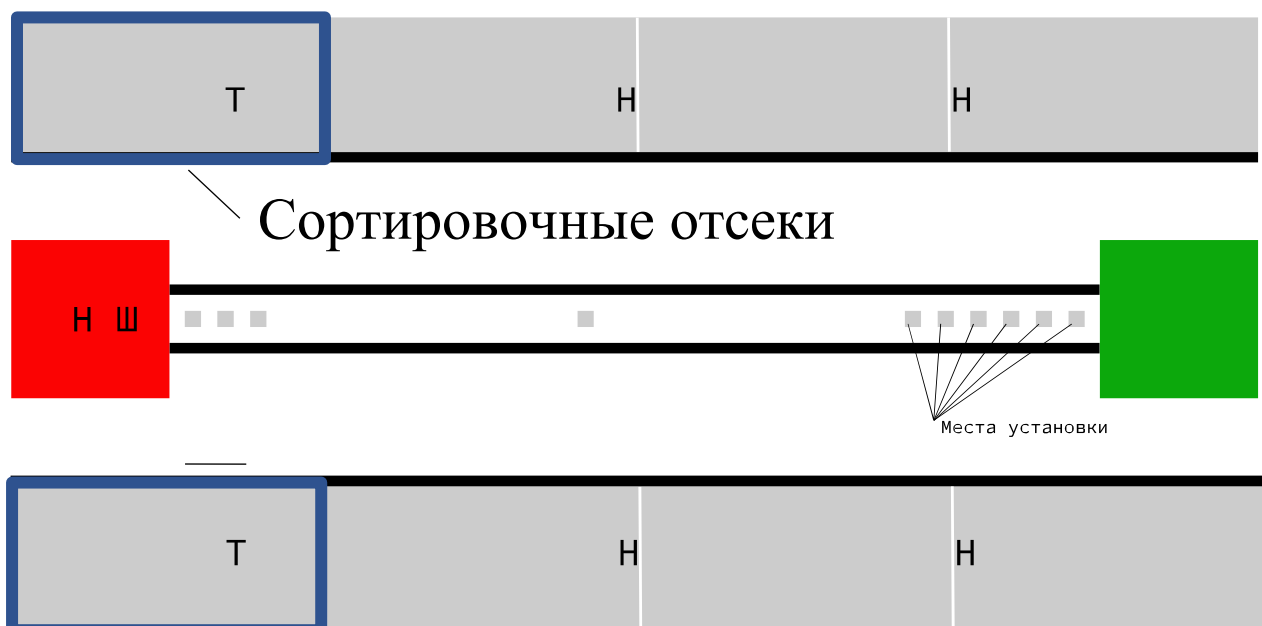 Т Н Н
Сортировочные отсеки
Н Ш
Места установки
Т Н Н